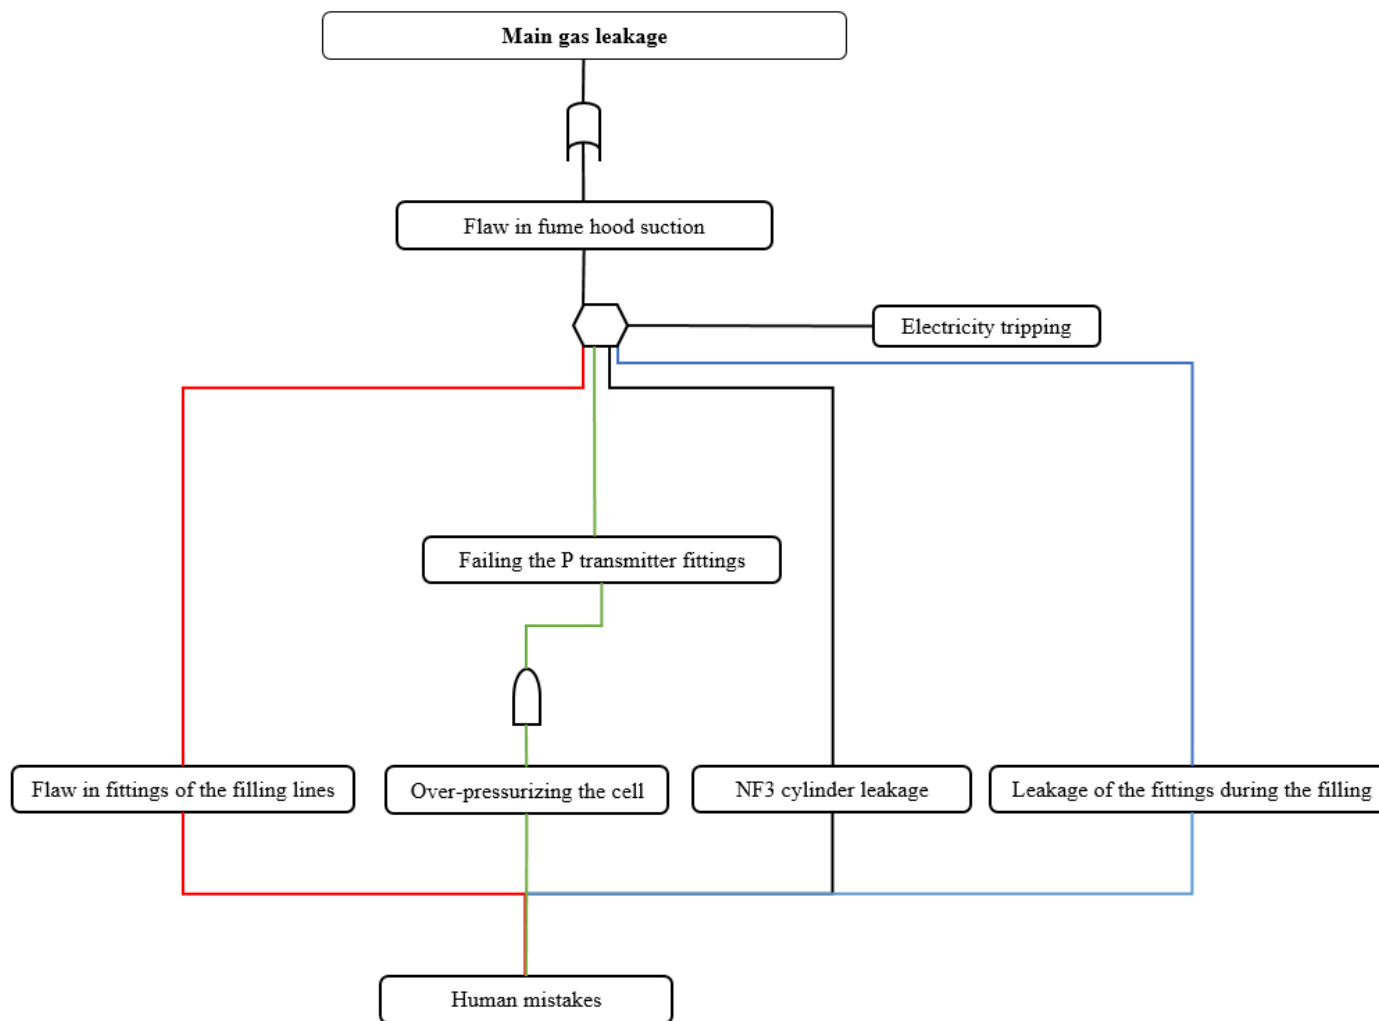 Main gas leakage
Flaw in fume hood suction
Electricity tripping
Failing the P transmitter fittings
Flaw in fittings of the filling lines
Over-pressurizing the cell
NF3 cylinder leakage
Leakage of the fittings during the filling
Human mistakes